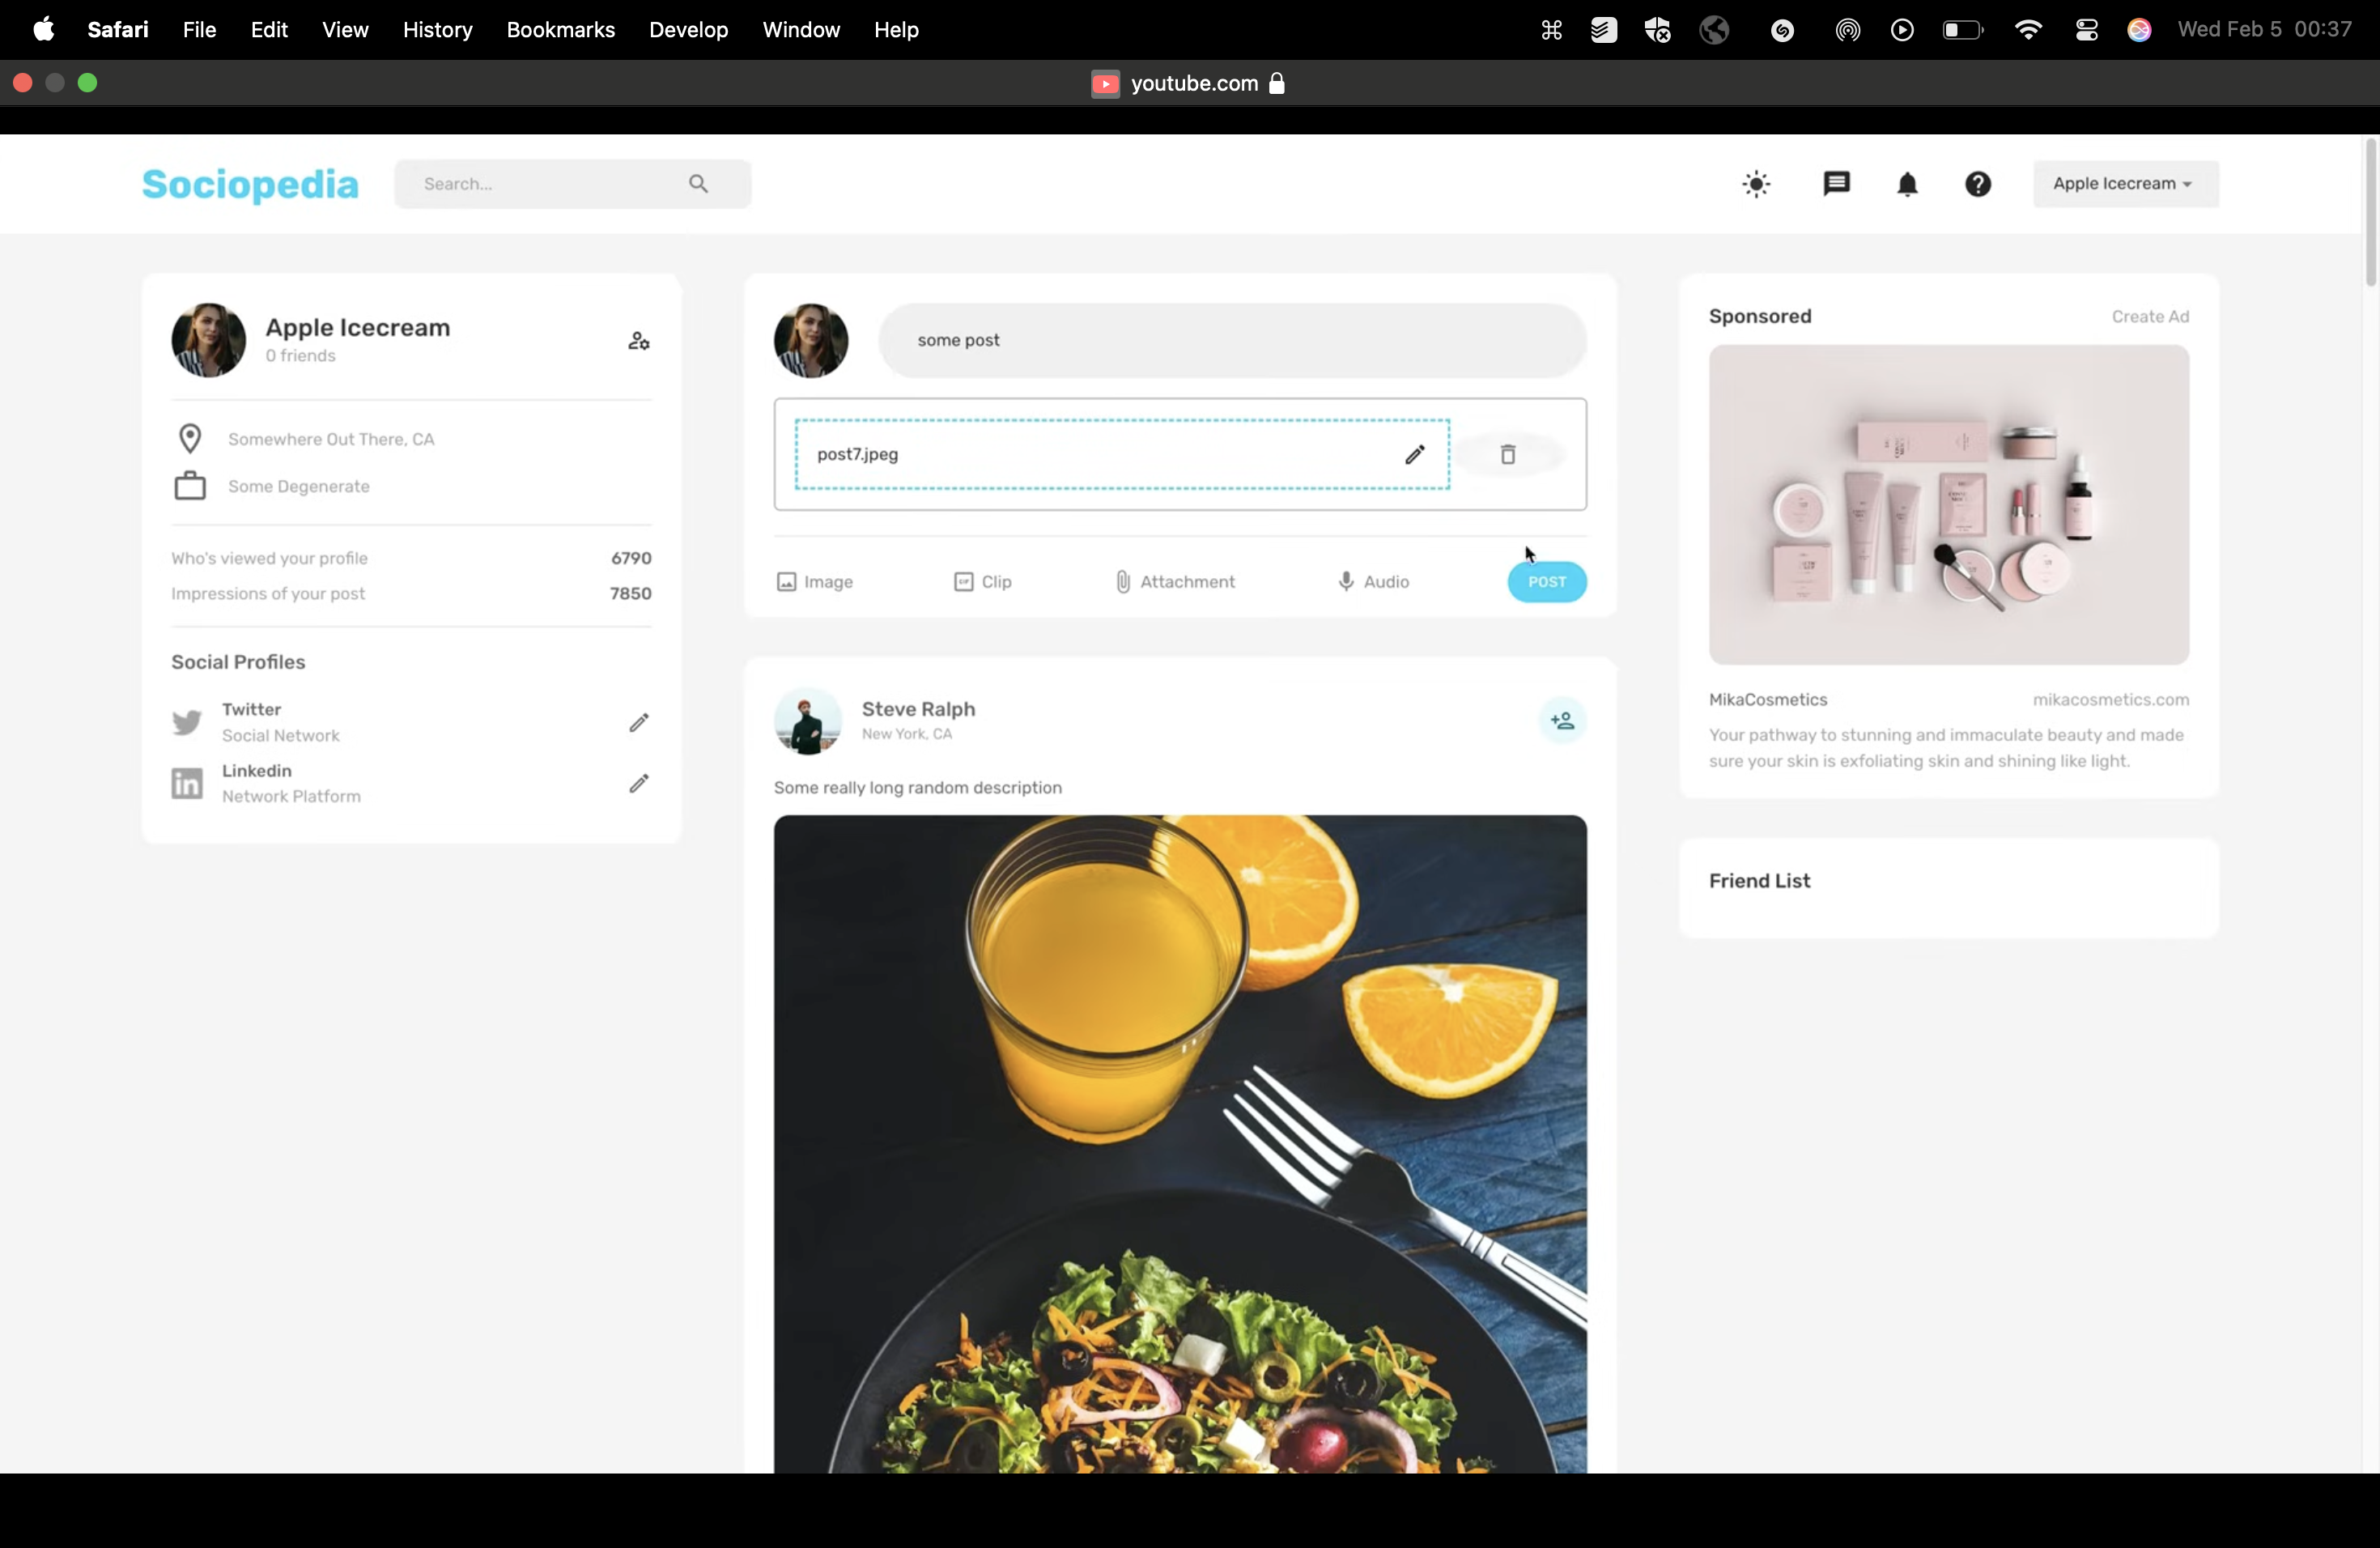 Safari File Edit View History Bookmarks Develop Window Help Wed Feb 5 00:37
youtube.com
Sociopedia Search... Apple Icecream
Apple Icecream
0 friends
Somewhere Out There, CA
Some Degenerate
Who's viewed your profile 6790
Impressions of your post 7850
Social Profiles
Twitter
Social Network
Linkedin
Network Platform
some post
post7.jpeg
Image Clip Attachment Audio POST
Steve Ralph
New York, CA
Some really long random description
Sponsored Create Ad
MikaCosmetics mikacosmetics.com
Your pathway to stunning and immaculate beauty and made
sure your skin is exfoliating skin and shining like light.
Friend List